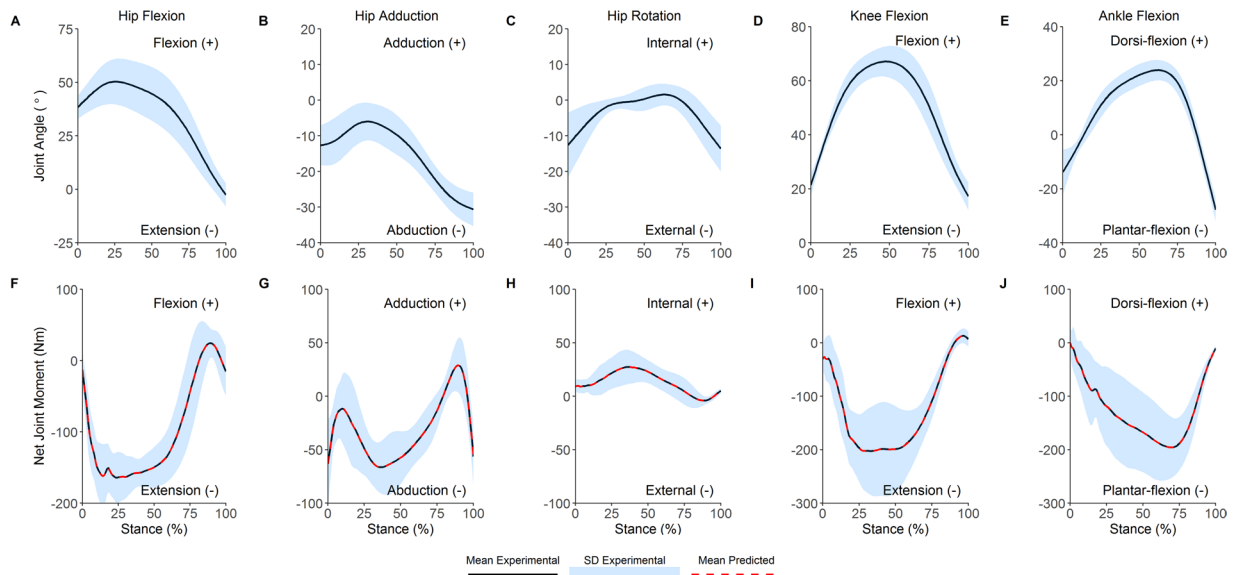 Hip Flexion
Hip Adduction
Hip Rotation
Knee Flexion
Ankle Flexion
A
B
C
D
E
Joint Angle ( ° )
75
50
25
0
-25
0 25 50 75 100
Flexion (+)
Extension (-)
20
10
0
-10
-20
-30
-40
0 25 50 75 100
Adduction (+)
Abduction (-)
20
10
0
-10
-20
-30
-40
0 25 50 75 100
Internal (+)
External (-)
80
60
40
20
0
0 25 50 75 100
Flexion (+)
Extension (-)
40
20
0
-20
-40
0 25 50 75 100
Dorsi-flexion (+)
Plantar-flexion (-)
F
G
H
I
J
Net Joint Moment (Nm)
100
0
-100
-200
0 25 50 75 100
Flexion (+)
Extension (-)
Stance (%)
100
50
0
-50
-100
0 25 50 75 100
Adduction (+)
Abduction (-)
Stance (%)
100
50
0
-50
-100
0 25 50 75 100
Internal (+)
External (-)
Stance (%)
100
0
-100
-200
-300
0 25 50 75 100
Flexion (+)
Extension (-)
Stance (%)
100
0
-100
-200
-300
0 25 50 75 100
Dorsi-flexion (+)
Plantar-flexion (-)
Stance (%)
Mean Experimental
SD Experimental
Mean Predicted